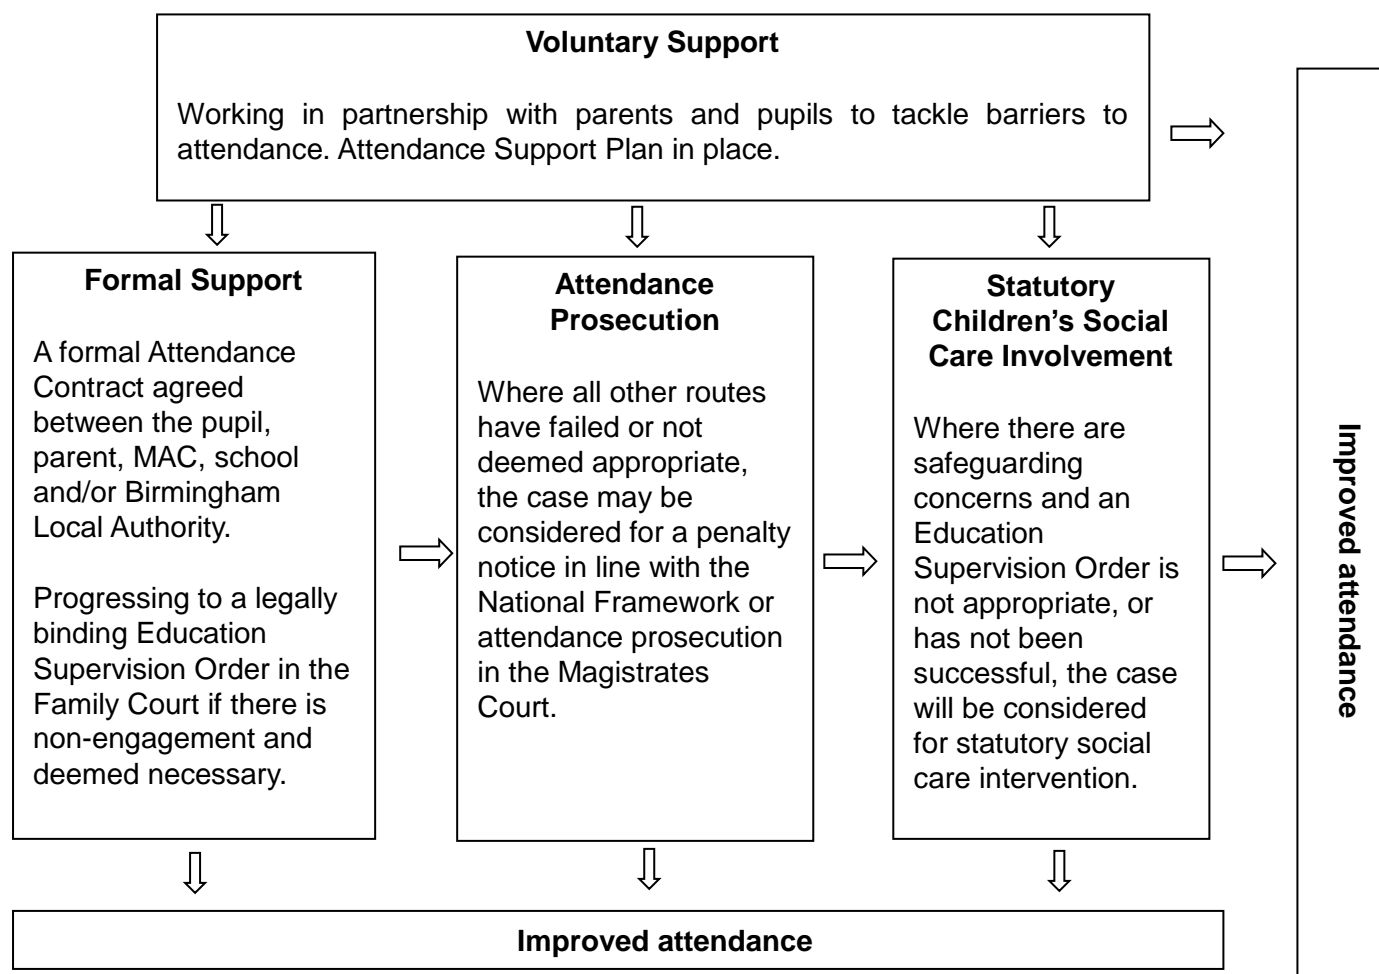 Voluntary Support
Working in partnership with parents and pupils to tackle barriers to
attendance. Attendance Support Plan in place.
Formal Support
A formal Attendance
Contract agreed
between the pupil,
parent, MAC, school
and/or Birmingham
Local Authority.
Progressing to a legally
binding Education
Supervision Order in the
Family Court if there is
non-engagement and
deemed necessary.
Attendance
Prosecution
Where all other routes
have failed or not
deemed appropriate,
the case may be
considered for a penalty
notice in line with the
National Framework or
attendance prosecution
in the Magistrates
Court.
Statutory
Children’s Social
Care Involvement
Where there are
safeguarding
concerns and an
Education
Supervision Order is
not appropriate, or
has not been
successful, the case
will be considered
for statutory social
care intervention.
Improved attendance
Improved attendance